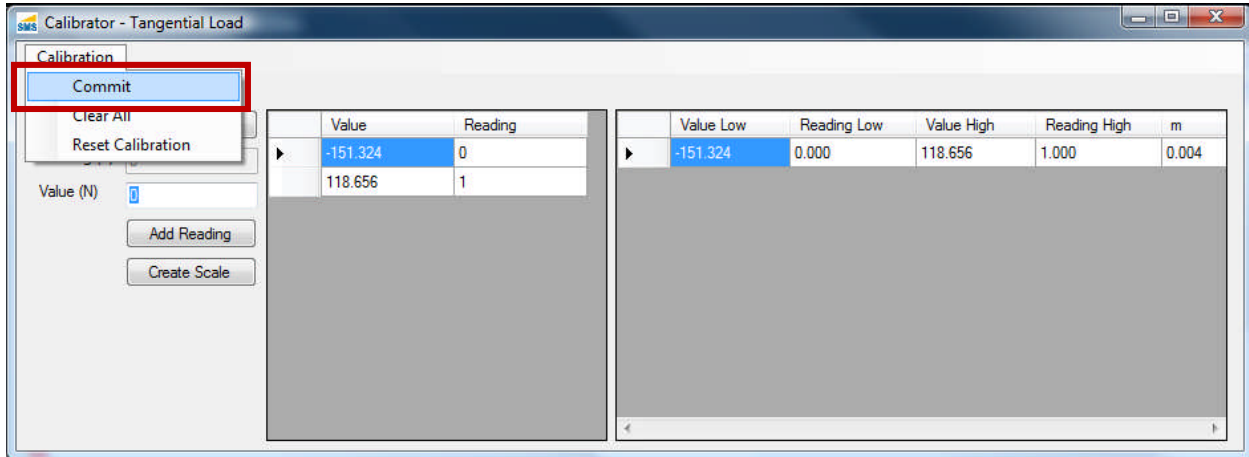 SMS Calibrator - Tangential Load
Calibration
Commit
Clear All
Reset Calibration
Value (N) 0
Add Reading
Create Scale
Value Reading
-151.324 0
118.656 1
Value Low Reading Low Value High Reading High m
-151.324 0.000 118.656 1.000 0.004